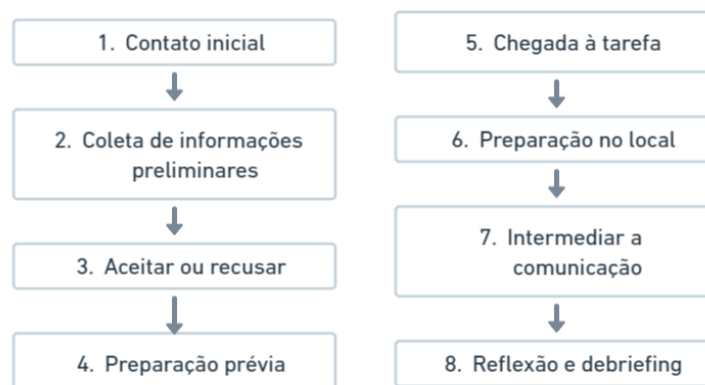 1. Contato inicial
2. Coleta de informações
preliminares
3. Aceitar ou recusar
4. Preparação prévia
5. Chegada à tarefa
6. Preparação no local
7. Intermediar a
comunicação
8. Reflexão e debriefing